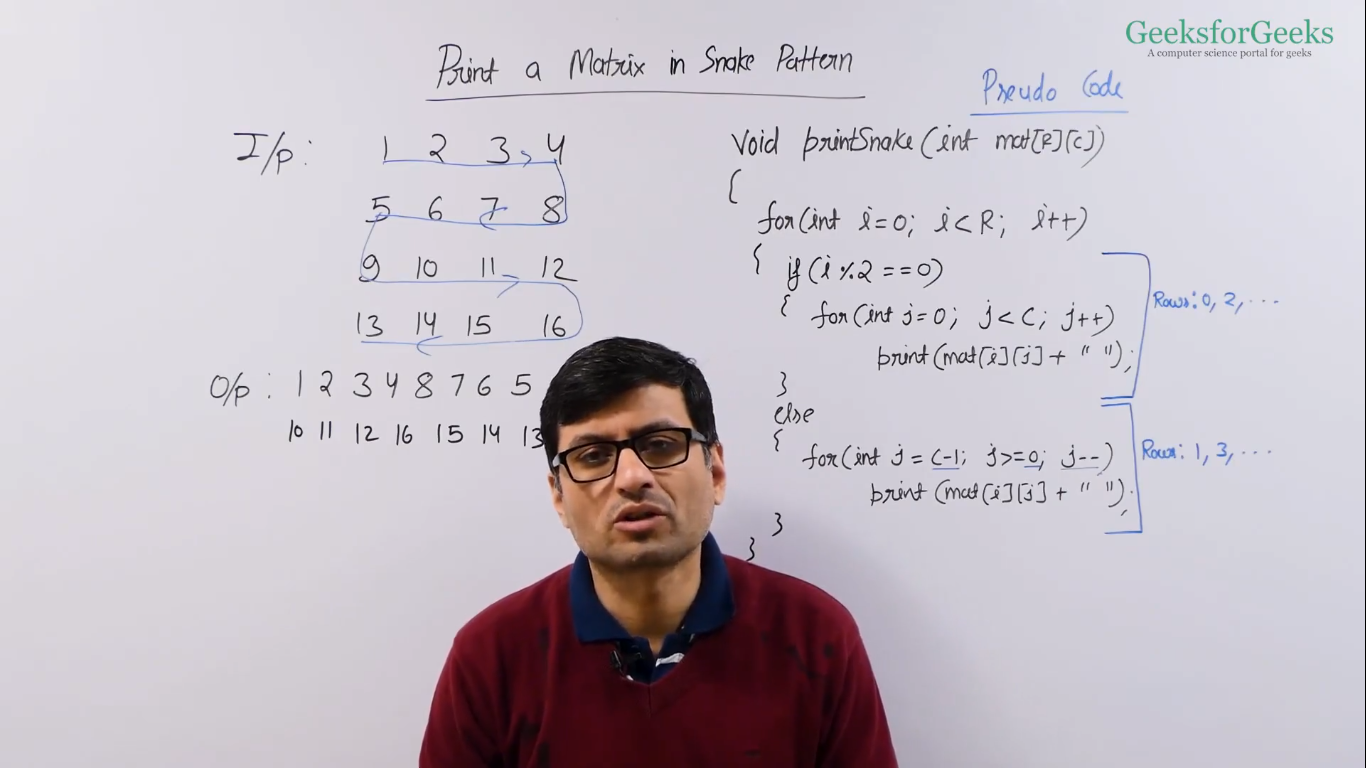 GeeksforGeeks
A computer science portal for geeks
Print a Matrix in Snake Pattern
I/p:
1 2 3 4
5 6 7 8
9 10 11 12
13 14 15 16
O/p: 1 2 3 4 8 7 6 5
10 11 12 16 15 14 13
Pseudo Code
void printSnake(int mat[R][C])
{
for(int i=0; i<R; i++)
{ if(i%2==0)
{ for(int j=0; j<C; j++)
print(mat[i][j]+" ");
}
else
{
for(int j=C-1; j>=0; j--)
print(mat[i][j]+" ");
}
}
Rows:0, 2, ...
Rows: 1, 3, ...